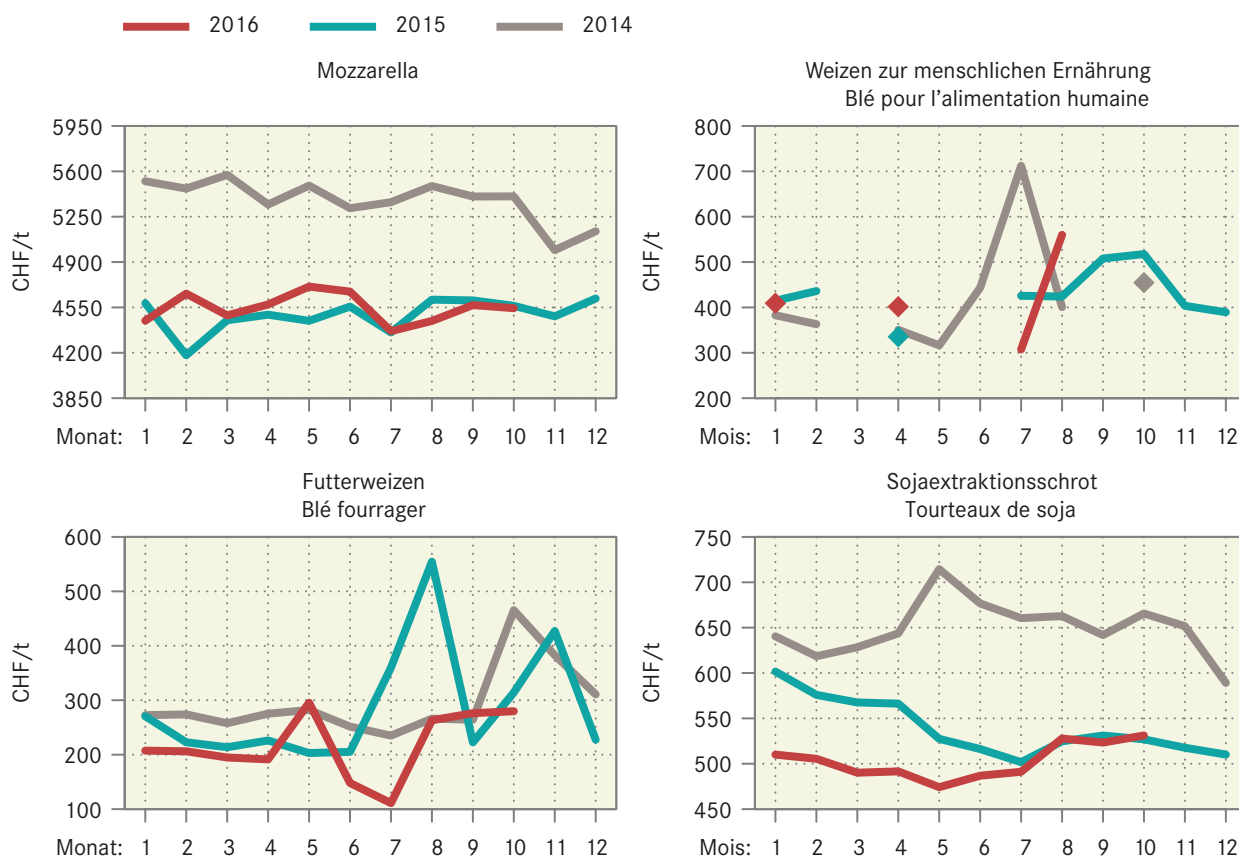 2016 2015 2014
Mozzarella
CHF/t
5950
5600
5250
4900
4550
4200
3850
Monat: 1 2 3 4 5 6 7 8 9 10 11 12
Weizen zur menschlichen Ernährung
Blé pour l'alimentation humaine
CHF/t
800
700
600
500
400
300
200
Mois: 1 2 3 4 5 6 7 8 9 10 11 12
Futterweizen
Blé fourrager
CHF/t
600
500
400
300
200
100
Monat: 1 2 3 4 5 6 7 8 9 10 11 12
Sojaextraktionsschrot
Tourteaux de soja
CHF/t
750
700
650
600
550
500
450
Mois: 1 2 3 4 5 6 7 8 9 10 11 12